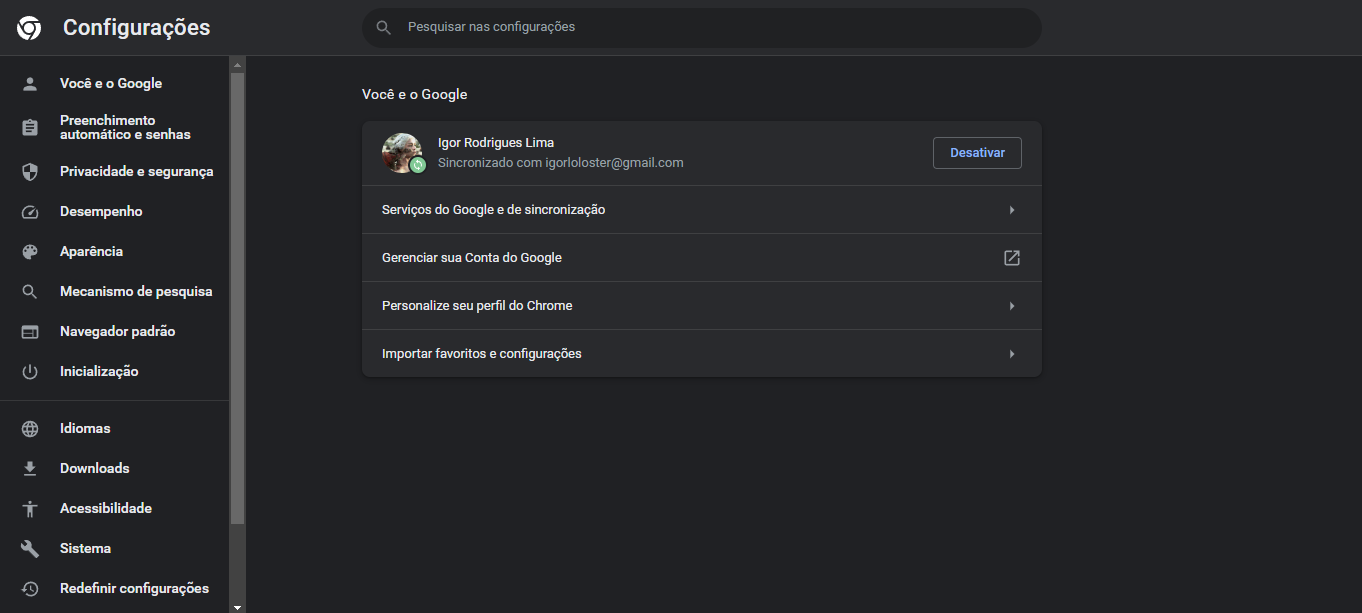 Configurações
Pesquisar nas configurações
Você e o Google
Preenchimento
automático e senhas
Privacidade e segurança
Desempenho
Aparência
Mecanismo de pesquisa
Navegador padrão
Inicialização
Idiomas
Downloads
Acessibilidade
Sistema
Redefinir configurações
Você e o Google
Igor Rodrigues Lima
Sincronizado com igorloloster@gmail.com
Desativar
Serviços do Google e de sincronização
Gerenciar sua Conta do Google
Personalize seu perfil do Chrome
Importar favoritos e configurações